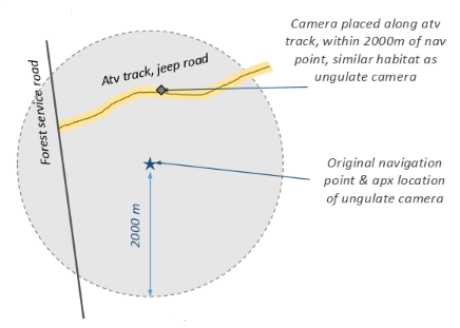 Camera placed along atv
track, within 2000m of nav
point, similar habitat as
ungulate camera
Atv track, jeep road
Forest service road
Original navigation
point & apx location
of ungulate camera
2000 m